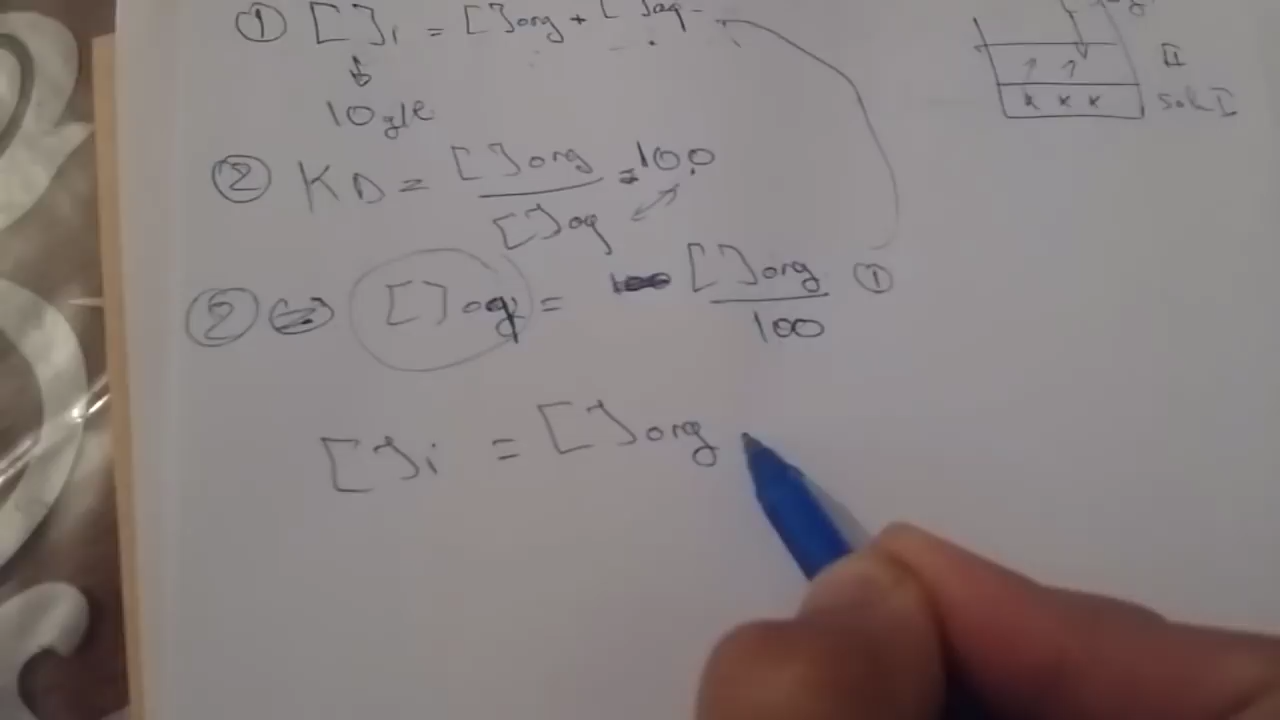 ① [ ]i = [ ]org + [ ]aq
10 g/l
② KD = [ ]org / [ ]aq = 100
② ⇔ [ ]aq = [ ]org / 100 ①
[ ]i = [ ]org
II
sol I